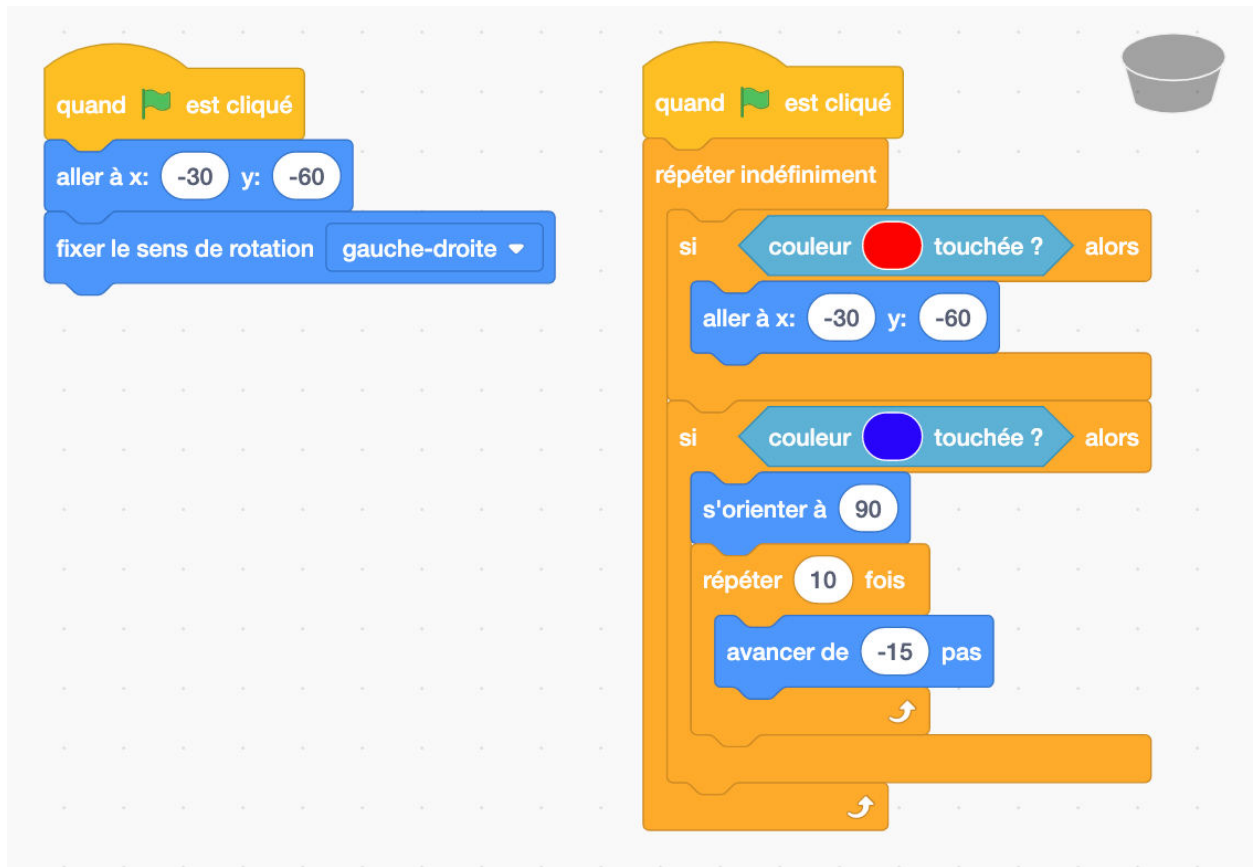 quand est cliqué
aller à x: -30 y: -60
fixer le sens de rotation gauche-droite
quand est cliqué
répéter indéfiniment
si couleur touchée ? alors
aller à x: -30 y: -60
si couleur touchée ? alors
s'orienter à 90
répéter 10 fois
avancer de -15 pas